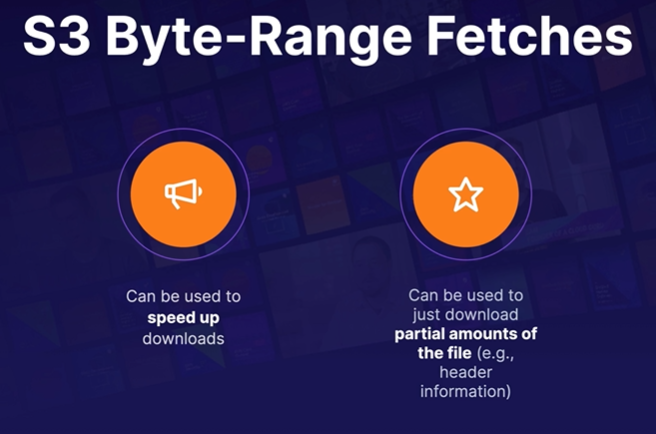 S3 Byte-Range Fetches
Can be used to
speed up
downloads
Can be used to
just download
partial amounts of
the file (e.g.,
header
information)